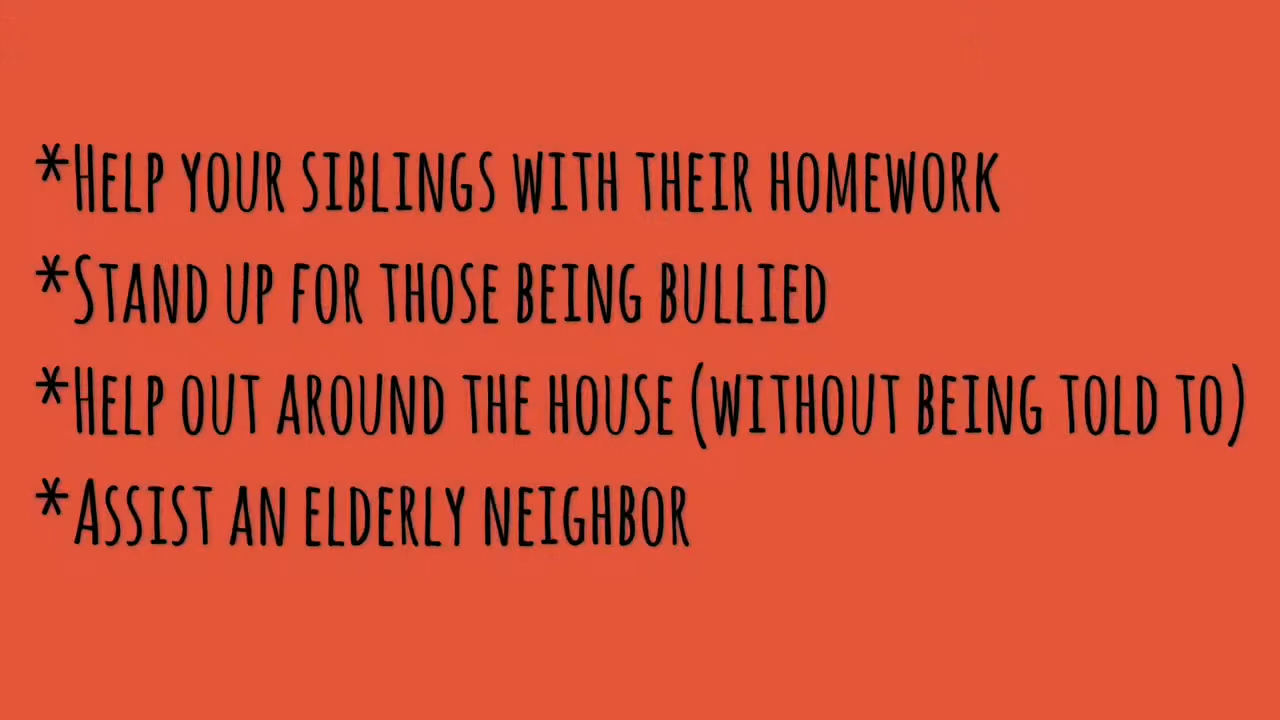 *Help your siblings with their homework
*Stand up for those being bullied
*Help out around the house (without being told to)
*Assist an elderly neighbor